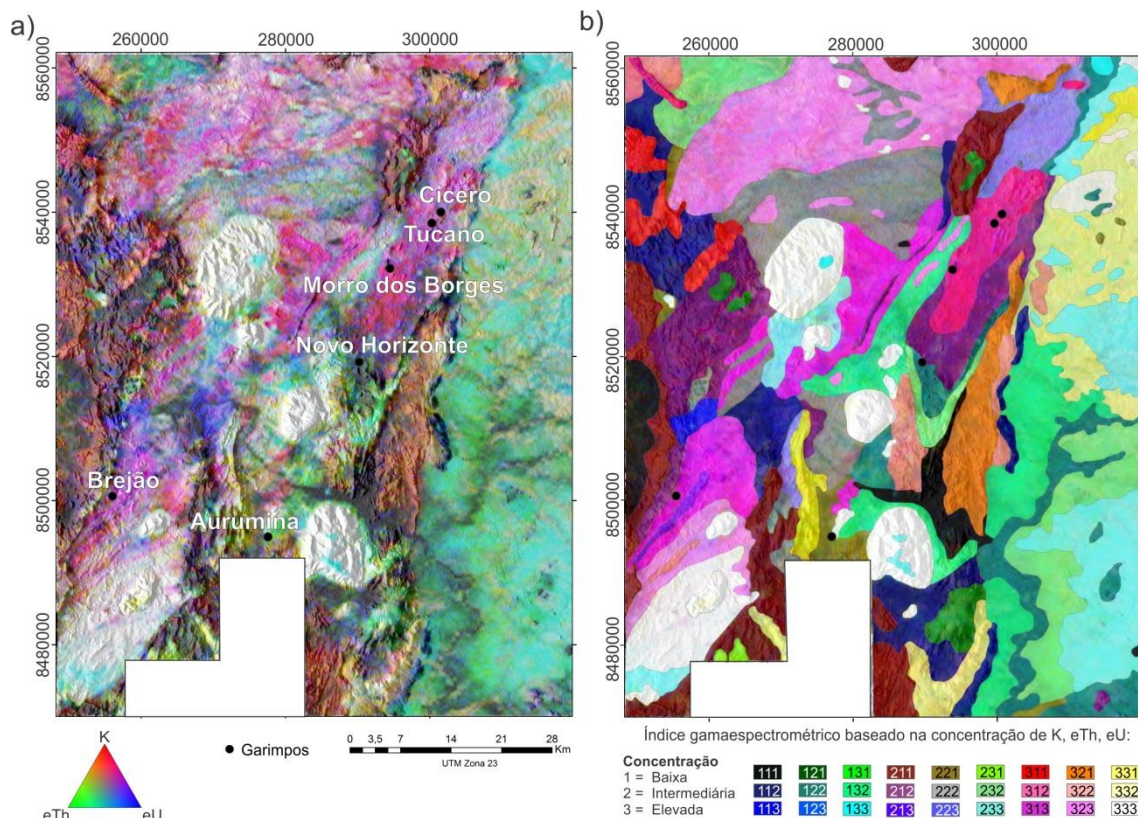 a)
260000
280000
300000
8560000
8540000
8520000
8500000
8480000
Cicero
Tucano
Morro dos Borges
Novo Horizonte
Brejão
Aurumina
K
eTh
eU
Garimpos
0 3,5 7 14 21 28
Km
UTM Zona 23
b)
260000
280000
300000
8560000
8540000
8520000
8500000
8480000
260000
280000
300000
Índice gamaespectrométrico baseado na concentração de K, eTh, eU:
Concentração
1 = Baixa
2 = Intermediária
3 = Elevada
111 121 131 211 221 231 311 321 331
112 122 132 212 222 232 312 322 332
113 123 133 213 223 233 313 323 333